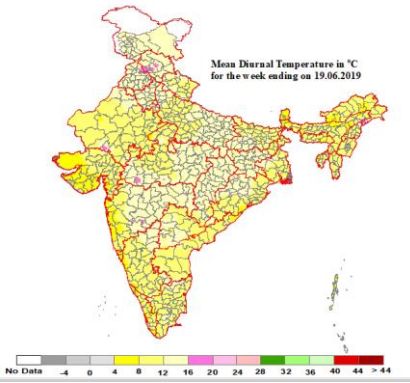 Mean Diurnal Temperature in °C
for the week ending on 19.06.2019
No Data -4 0 4 8 12 16 20 24 28 32 36 40 44 > 44